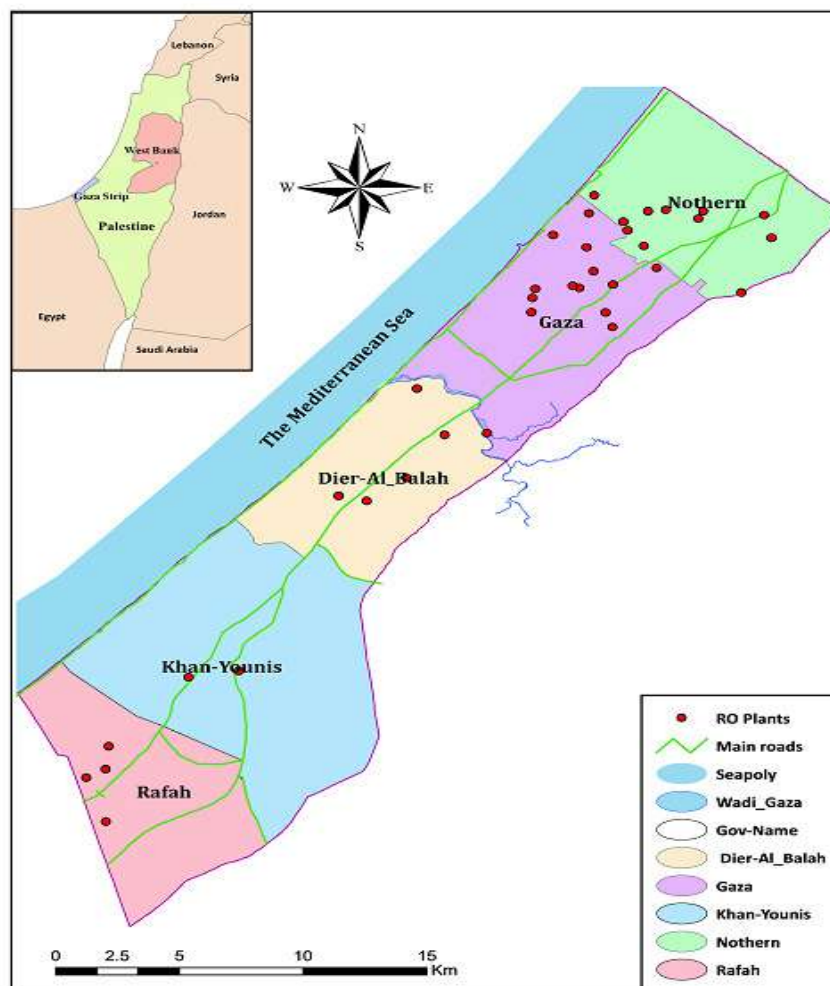 Lebanon
Syria
West Bank
Gaza Strip
Palestine
Jordan
Egypt
Saudi Arabia
N
W
E
S
Nothern
Gaza
The Mediterranean Sea
Dier-Al_Balah
Khan-Younis
Rafah
RO Plants
Main roads
Seapoly
Wadi_Gaza
Gov-Name
Dier-Al_Balah
Gaza
Khan-Younis
Nothern
Rafah
0 2.5 5 10 15
Km